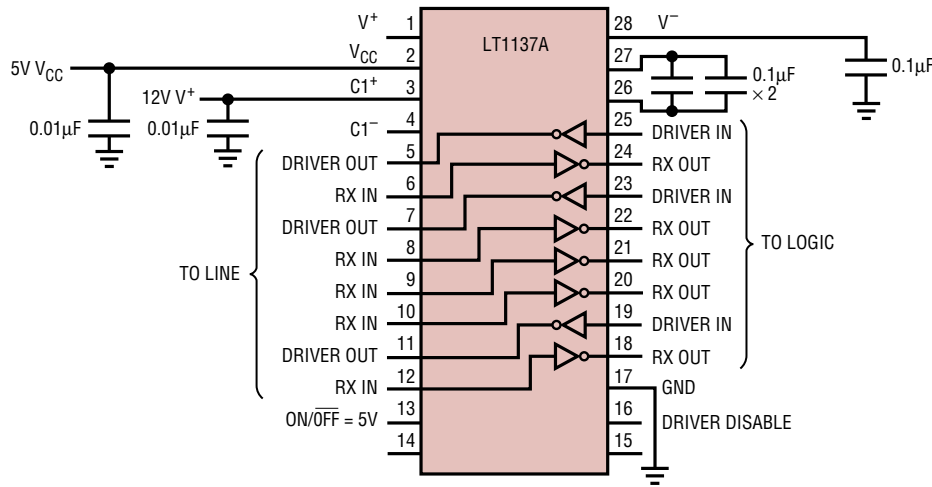 V+ 1
LT1137A
28 V−
5V VCC
VCC 2
27
0.1µF
× 2
0.1µF
12V V+
C1+ 3
26
0.01µF
0.01µF
C1− 4
25 DRIVER IN
DRIVER OUT 5
24 RX OUT
RX IN 6
23 DRIVER IN
DRIVER OUT 7
22 RX OUT
RX IN 8
21 RX OUT
TO LINE
TO LOGIC
RX IN 9
20 RX OUT
RX IN 10
19 DRIVER IN
DRIVER OUT 11
18 RX OUT
RX IN 12
17 GND
ON/O̅F̅F̅ = 5V 13
16 DRIVER DISABLE
14
15